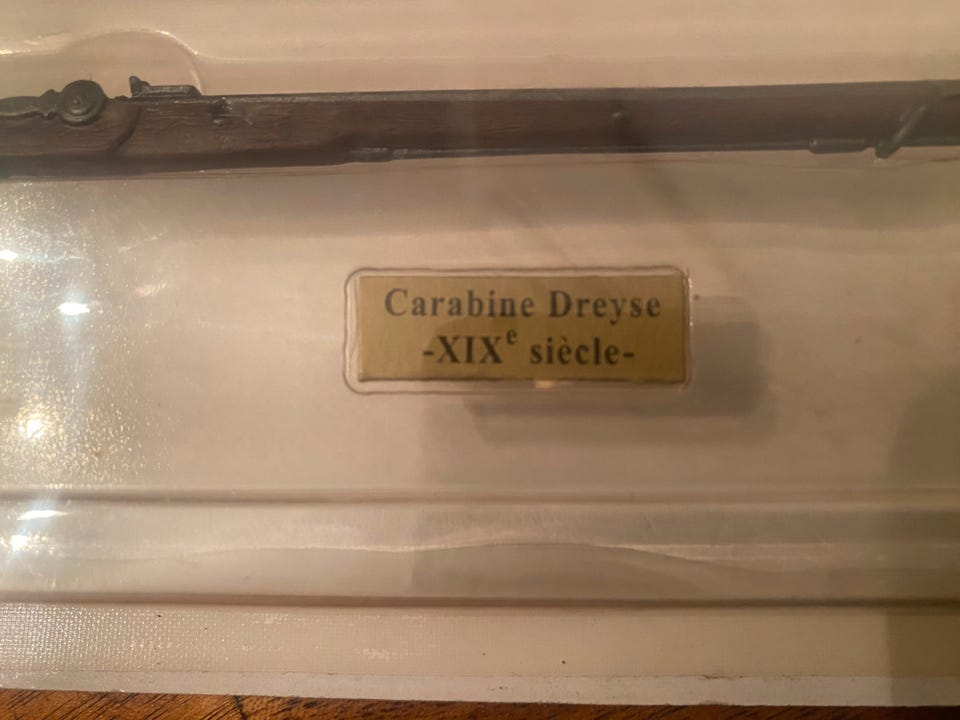 Carabine Dreyse
-XIXᵉ siècle-